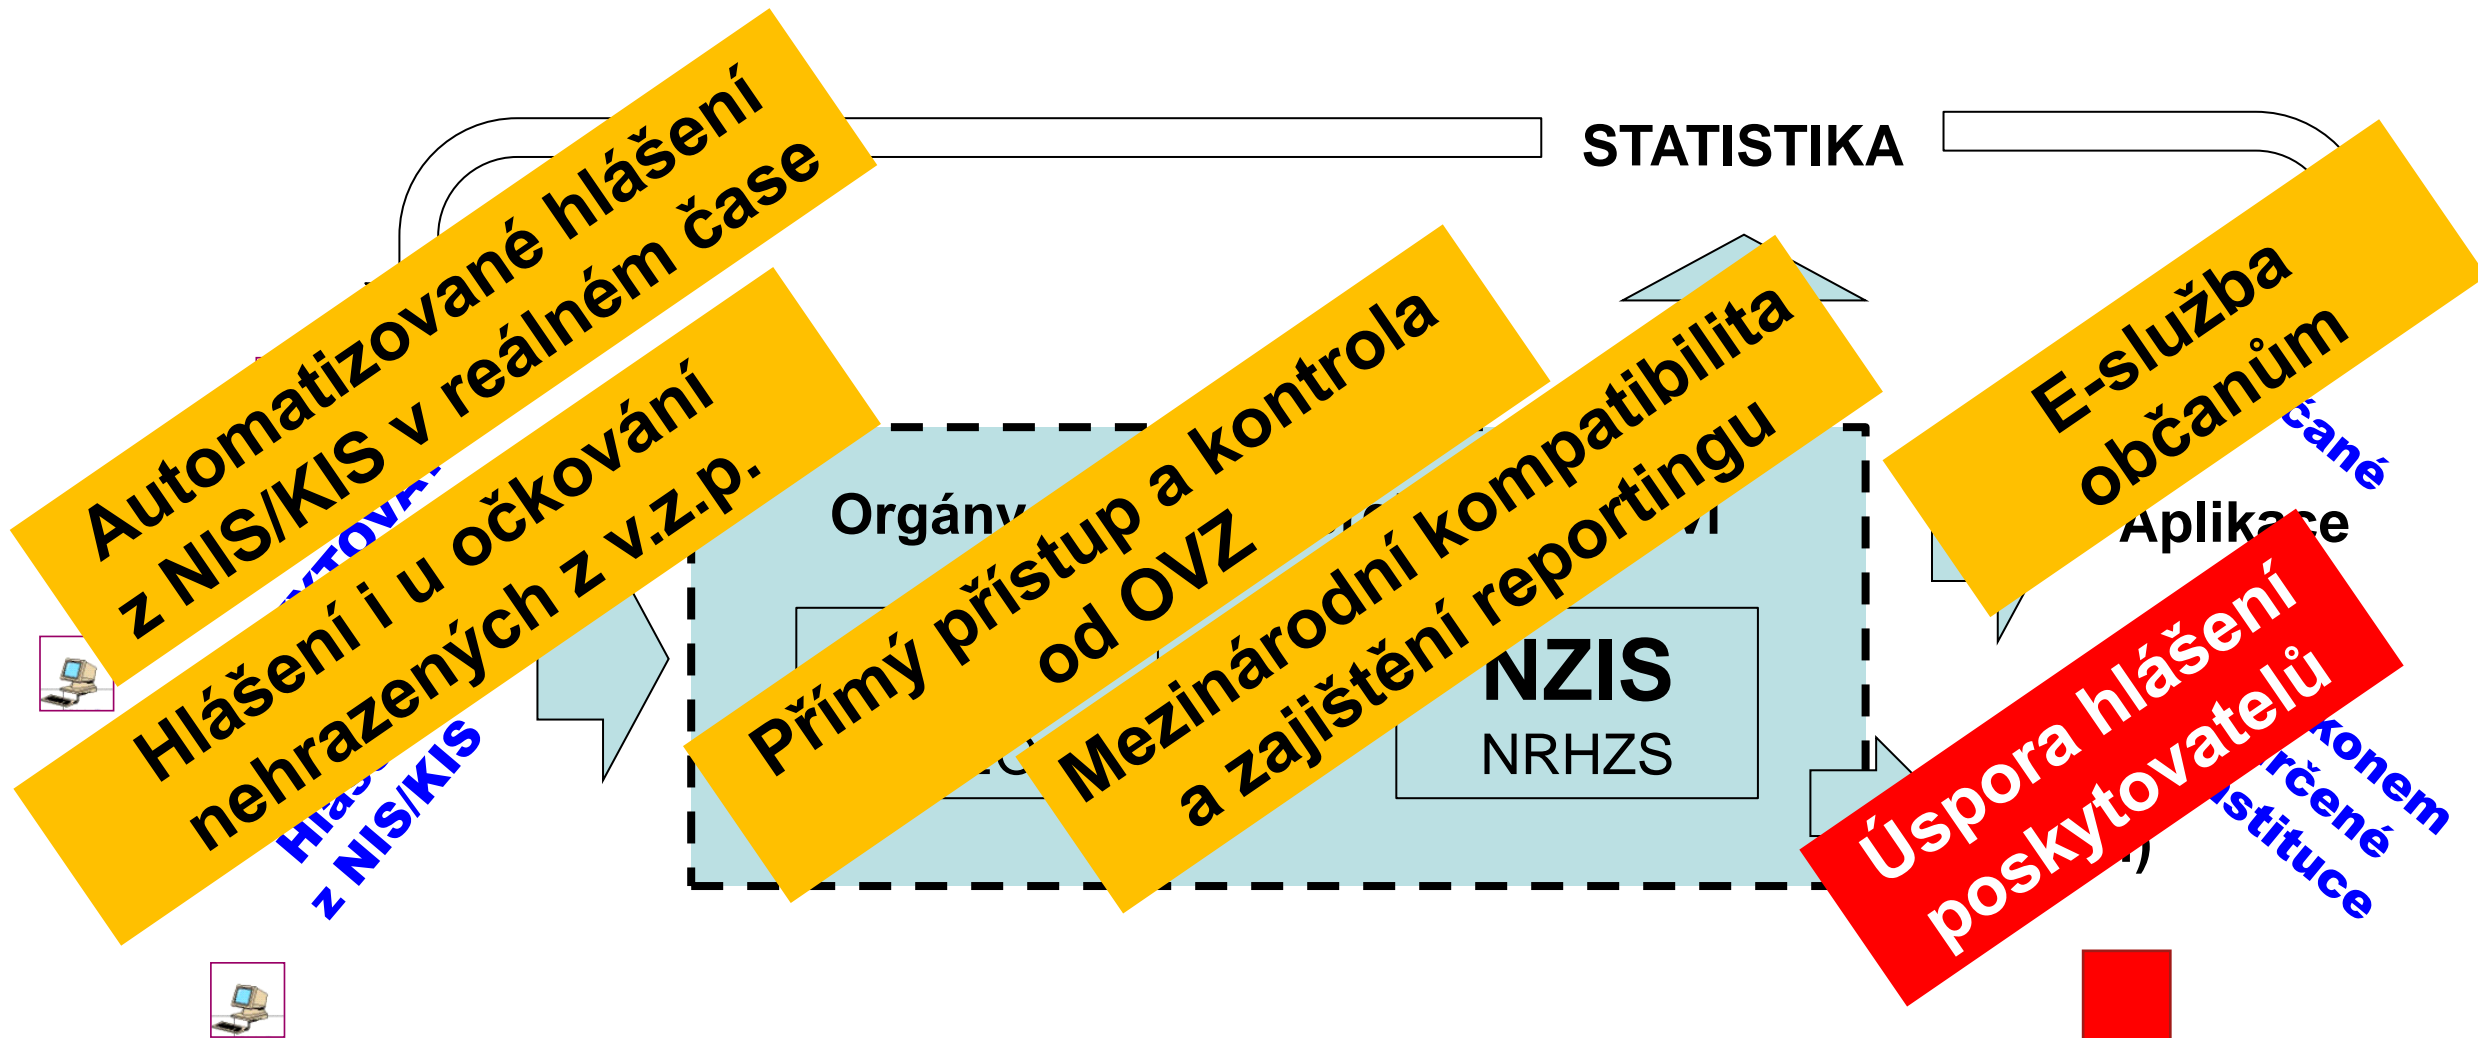 STATISTIKA
Automatizované hlášení
z NIS/KIS v reálném čase
Hlášení i u očkování
nehrazených z v.z.p.
z NIS/KIS
Orgány
Přímý přístup a kontrola
od OVZ
Mezinárodní kompatibilita
a zajištění reportingu
NZIS
NRHZS
E-služba
občanům
Aplikace
Úspora hlášení
poskytovatelů